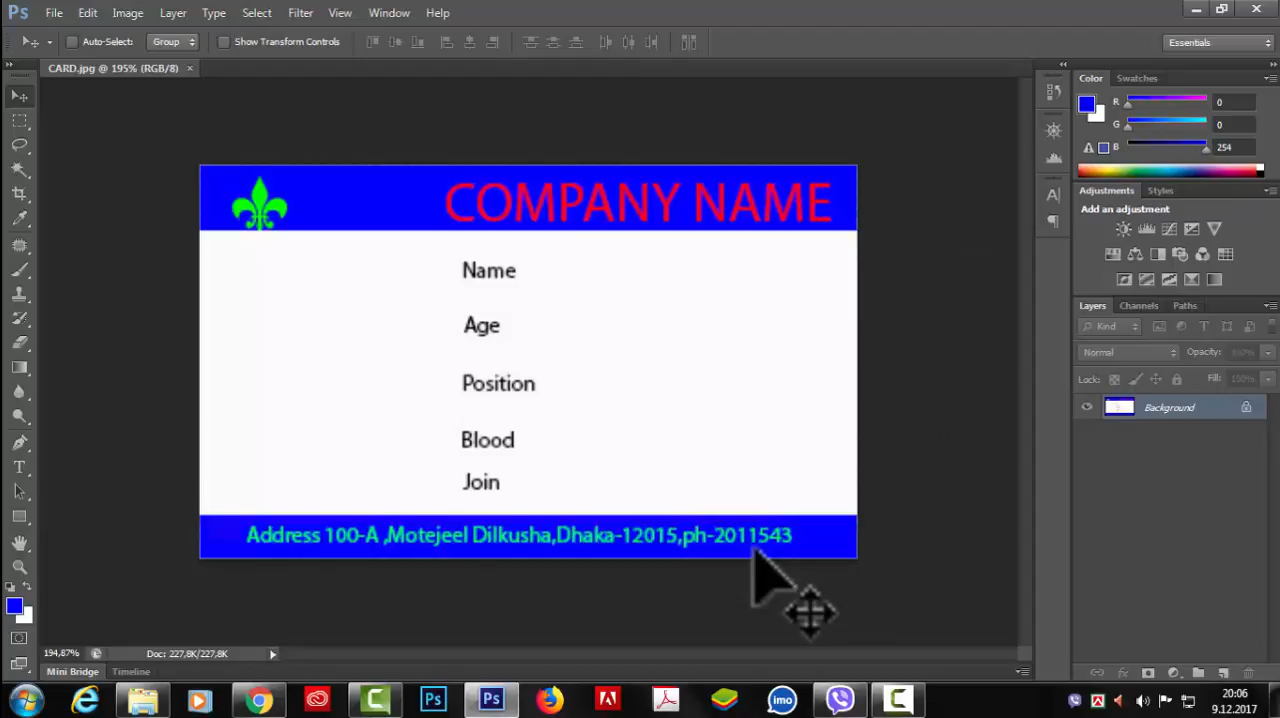 Ps File Edit Image Layer Type Select Filter View Window Help
Auto-Select: Group Show Transform Controls Essentials
CARD.jpg @ 195% (RGB/8) ×
Color Swatches
R 0
G 0
B 254
Adjustments Styles
Add an adjustment
Layers Channels Paths
Kind
Normal Opacity:
Lock: Fill:
Background
COMPANY NAME
Name
Age
Position
Blood
Join
Address 100-A ,Motejeel Dilkusha,Dhaka-12015,ph-2011543
194,87% Doc: 227,8K/227,8K
Mini Bridge Timeline
Ps Ps imo
20:06
9.12.2017